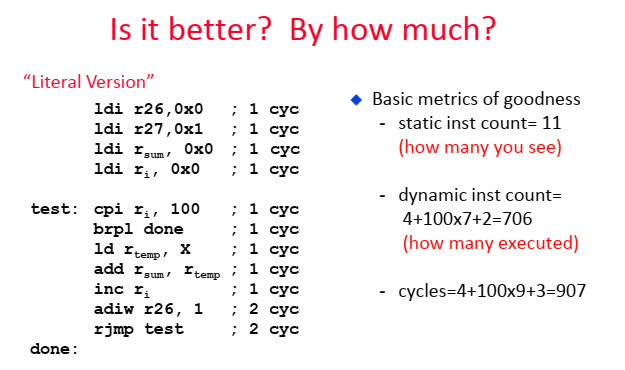 Is it better? By how much?
“Literal Version”
ldi r26,0x0 ; 1 cyc
ldi r27,0x1 ; 1 cyc
ldi rsum, 0x0 ; 1 cyc
ldi ri, 0x0 ; 1 cyc
test: cpi ri, 100 ; 1 cyc
brpl done ; 1 cyc
ld rtemp, X ; 1 cyc
add rsum, rtemp ; 1 cyc
inc ri ; 1 cyc
adiw r26, 1 ; 2 cyc
rjmp test ; 2 cyc
done:
Basic metrics of goodness
- static inst count= 11
(how many you see)
- dynamic inst count=
4+100x7+2=706
(how many executed)
- cycles=4+100x9+3=907